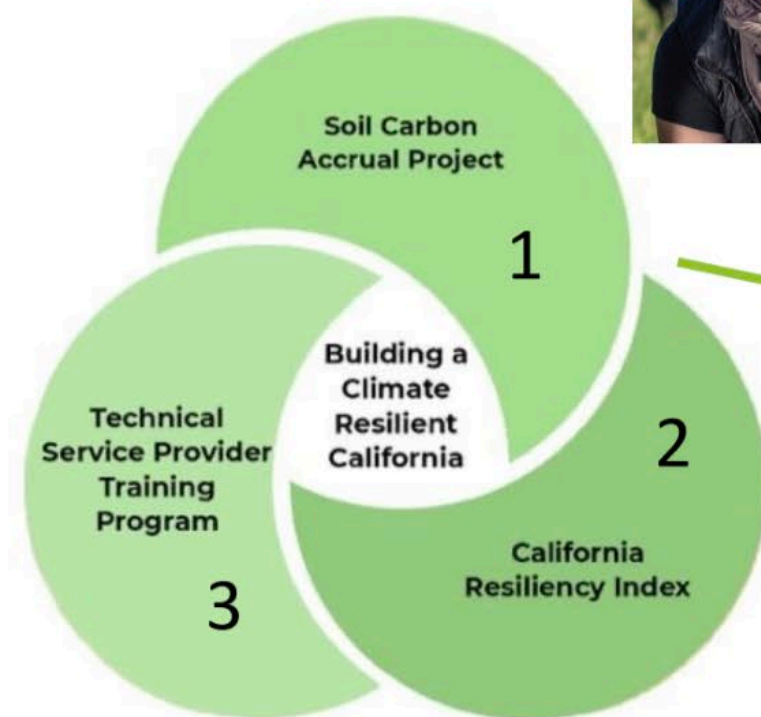 Soil Carbon
Accrual Project
1
Building a
Climate
Resilient
California
2
California
Resiliency Index
Technical
Service Provider
Training
Program
3